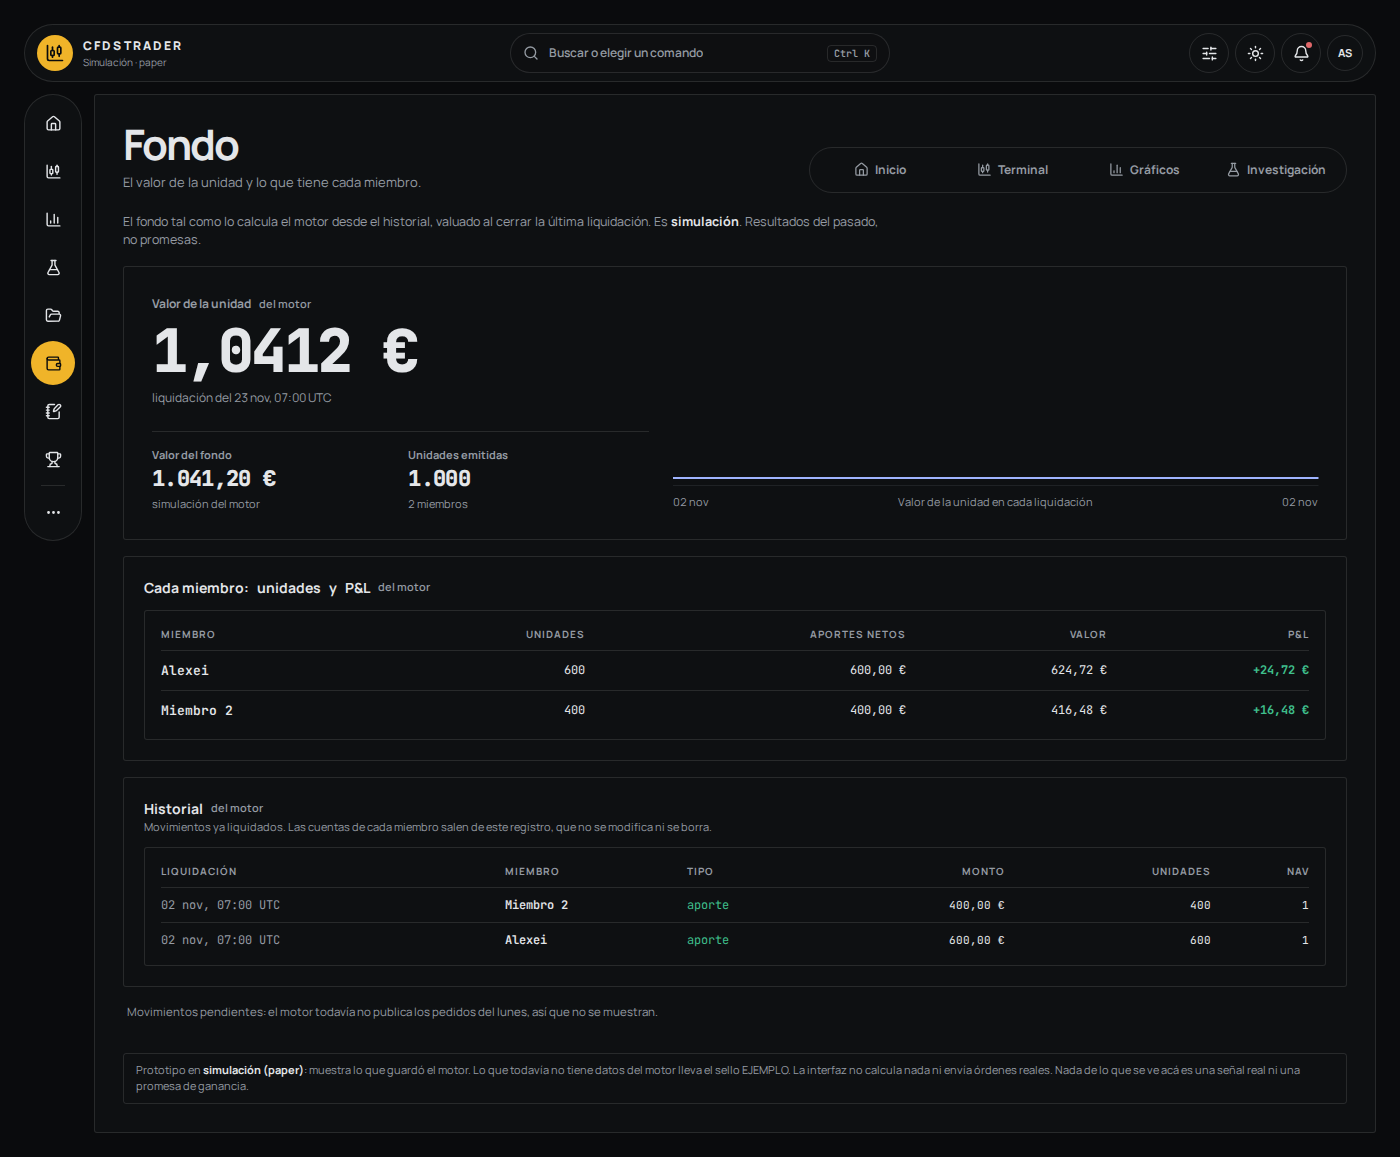 CFDSTRADER
Simulación · paper
Buscar o elegir un comando
Ctrl K
AS
Fondo
El valor de la unidad y lo que tiene cada miembro.
Inicio
Terminal
Gráficos
Investigación
El fondo tal como lo calcula el motor desde el historial, valuado al cerrar la última liquidación. Es simulación. Resultados del pasado,
no promesas.
Valor de la unidad del motor
1,0412 €
liquidación del 23 nov, 07:00 UTC
Valor del fondo
1.041,20 €
simulación del motor
Unidades emitidas
1.000
2 miembros
02 nov
Valor de la unidad en cada liquidación
02 nov
Cada miembro: unidades y P&L del motor
MIEMBRO UNIDADES APORTES NETOS VALOR P&L
Alexei 600 600,00 € 624,72 € +24,72 €
Miembro 2 400 400,00 € 416,48 € +16,48 €
Historial del motor
Movimientos ya liquidados. Las cuentas de cada miembro salen de este registro, que no se modifica ni se borra.
LIQUIDACIÓN MIEMBRO TIPO MONTO UNIDADES NAV
02 nov, 07:00 UTC Miembro 2 aporte 400,00 € 400 1
02 nov, 07:00 UTC Alexei aporte 600,00 € 600 1
Movimientos pendientes: el motor todavía no publica los pedidos del lunes, así que no se muestran.
Prototipo en simulación (paper): muestra lo que guardó el motor. Lo que todavía no tiene datos del motor lleva el sello EJEMPLO. La interfaz no calcula nada ni envía órdenes reales. Nada de lo que se ve acá es una señal real ni una
promesa de ganancia.